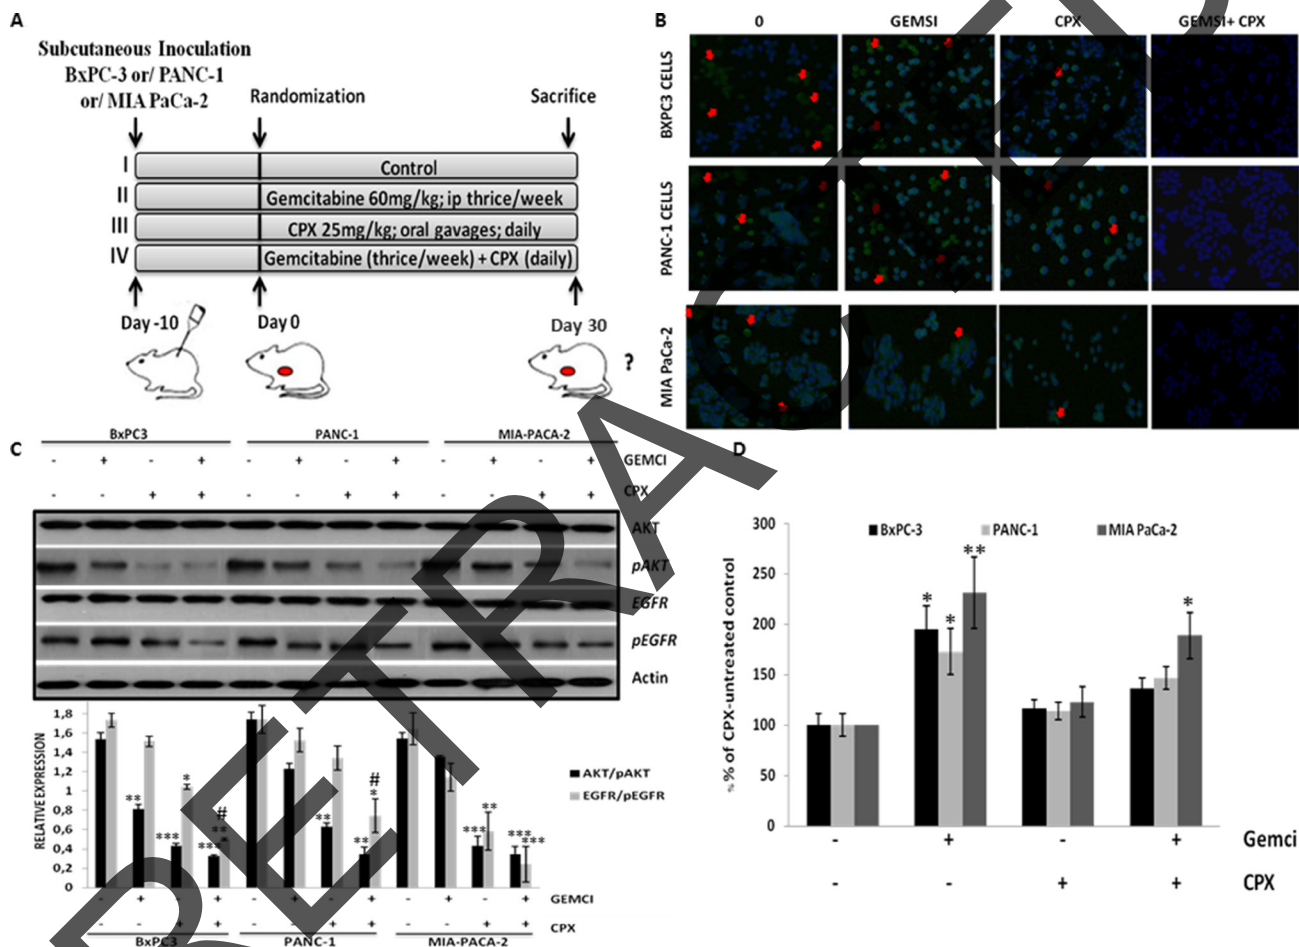 A
Subcutaneous Inoculation
BxPC-3 or/ PANC-1
or/ MIA PaCa-2
Randomization
Sacrifice
I
Control
II
Gemcitabine 60mg/kg; ip thrice/week
III
CPX 25mg/kg; oral gavages; daily
IV
Gemcitabine (thrice/week) + CPX (daily)
Day -10
Day 0
Day 30
?
B
0 GEMSI CPX GEMSI+ CPX
BXPC3 CELLS
PANC-1 CELLS
MIA PaCa-2
C
BxPC3 PANC-1 MIA-PACA-2
- + - + - + - + - + - + GEMCI
- - + + - - + + - - + + CPX
AKT
pAKT
EGFR
pEGFR
Actin
RELATIVE EXPRESSION
1,8
1,6
1,4
1,2
1
0,8
0,6
0,4
0,2
0
** *** * # ** *** ** # * ** *** ** *** ***
AKT/pAKT
EGFR/pEGFR
- + - + - + - + - + - + GEMCI
- - + + - - + + - - + + CPX
BxPC3 PANC-1 MIA-PACA-2
D
% % of CPX-untreated control
300
250
200
150
100
50
0
BxPC-3 PANC-1 MIA PaCa-2
* * ** *
- + - + Gemci
- - + + CPX
RETRACTED